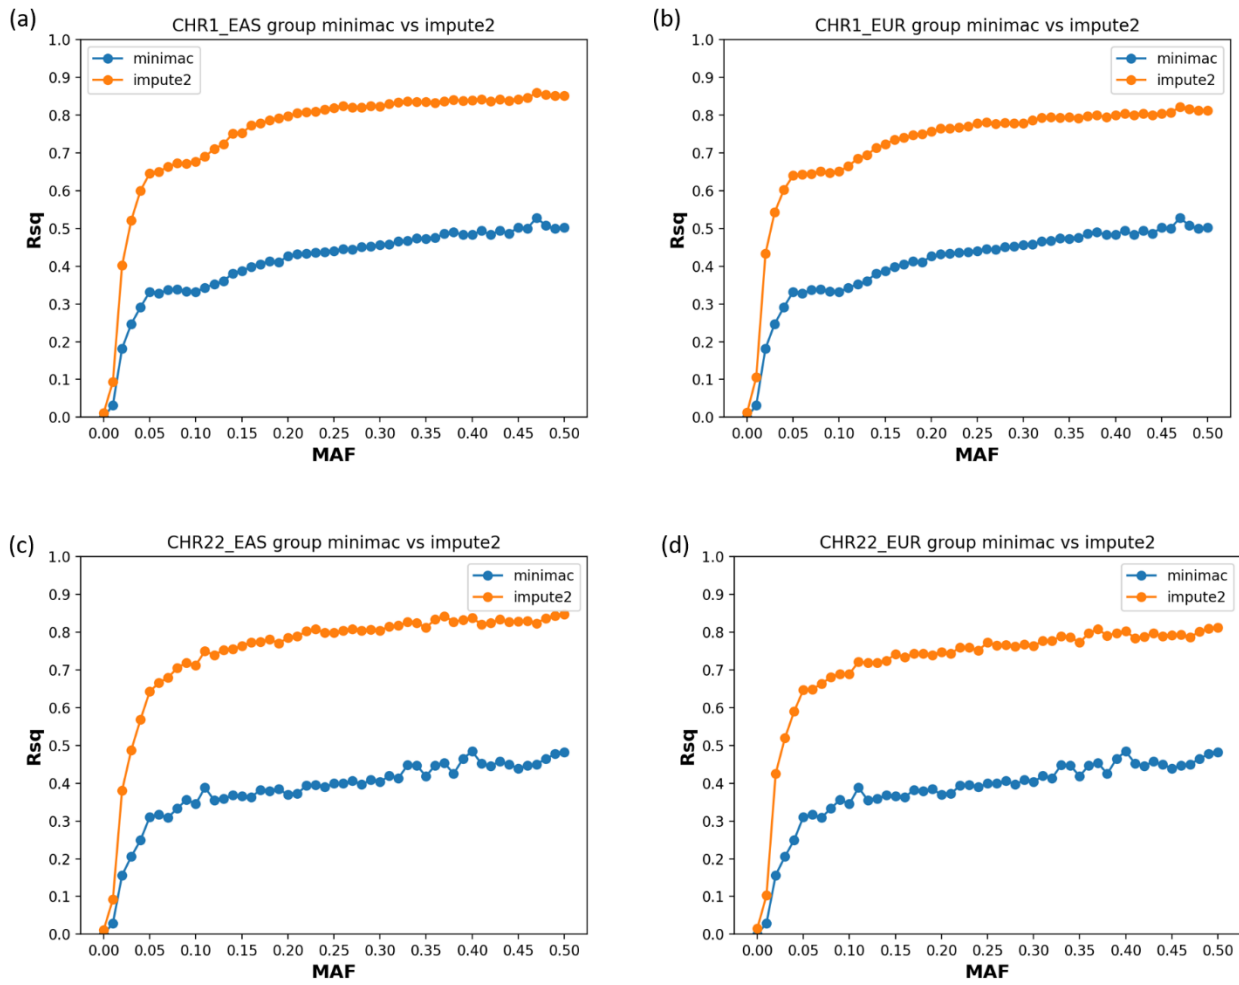 (a)
CHR1_EAS group minimac vs impute2
1.0
0.9
0.8
0.7
0.6
0.5
0.4
0.3
0.2
0.1
0.0
Rsq
minimac
impute2
0.00 0.05 0.10 0.15 0.20 0.25 0.30 0.35 0.40 0.45 0.50
MAF
(b)
CHR1_EUR group minimac vs impute2
1.0
0.9
0.8
0.7
0.6
0.5
0.4
0.3
0.2
0.1
0.0
Rsq
minimac
impute2
0.00 0.05 0.10 0.15 0.20 0.25 0.30 0.35 0.40 0.45 0.50
MAF
(c)
CHR22_EAS group minimac vs impute2
1.0
0.9
0.8
0.7
0.6
0.5
0.4
0.3
0.2
0.1
0.0
Rsq
minimac
impute2
0.00 0.05 0.10 0.15 0.20 0.25 0.30 0.35 0.40 0.45 0.50
MAF
(d)
CHR22_EUR group minimac vs impute2
1.0
0.9
0.8
0.7
0.6
0.5
0.4
0.3
0.2
0.1
0.0
Rsq
minimac
impute2
0.00 0.05 0.10 0.15 0.20 0.25 0.30 0.35 0.40 0.45 0.50
MAF